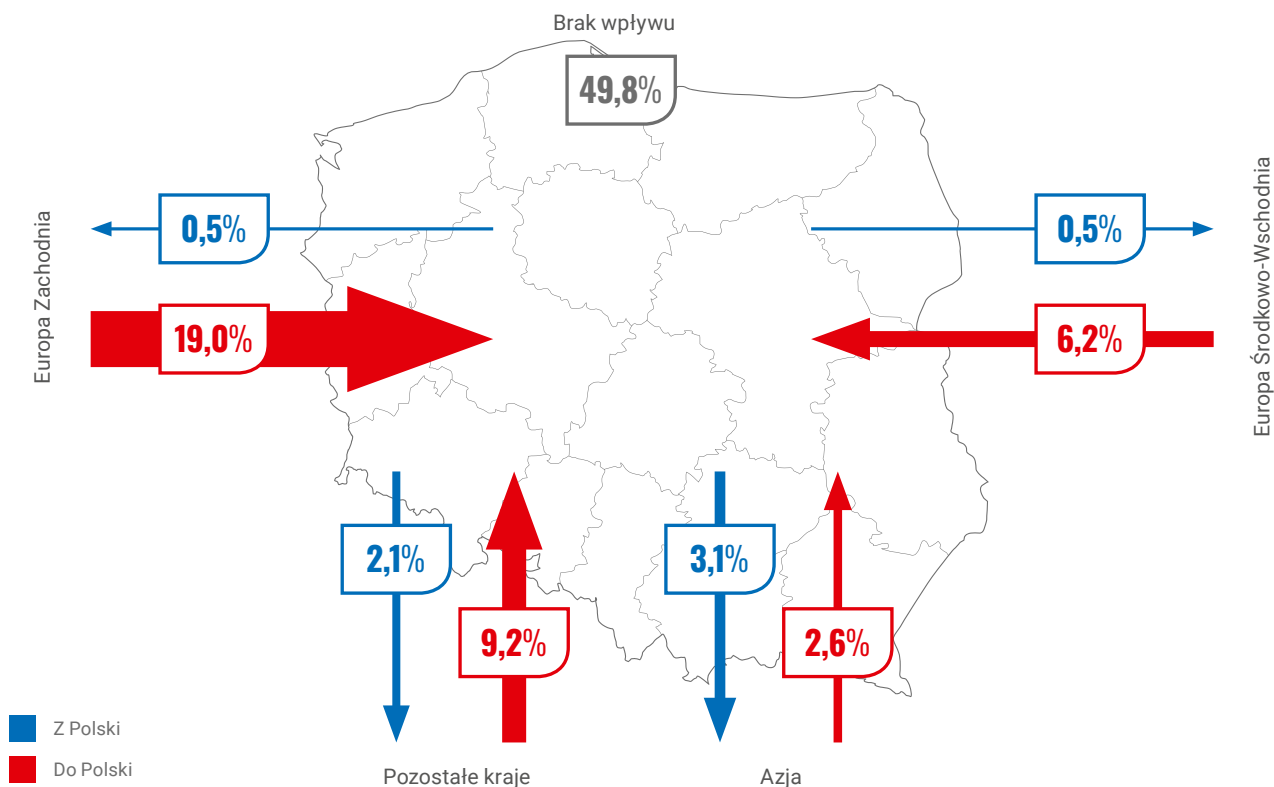 Brak wpływu
49,8%
Europa Zachodnia
0,5%
19,0%
0,5%
6,2%
Europa Środkowo-Wschodnia
2,1%
9,2%
3,1%
2,6%
Z Polski
Do Polski
Pozostałe kraje
Azja